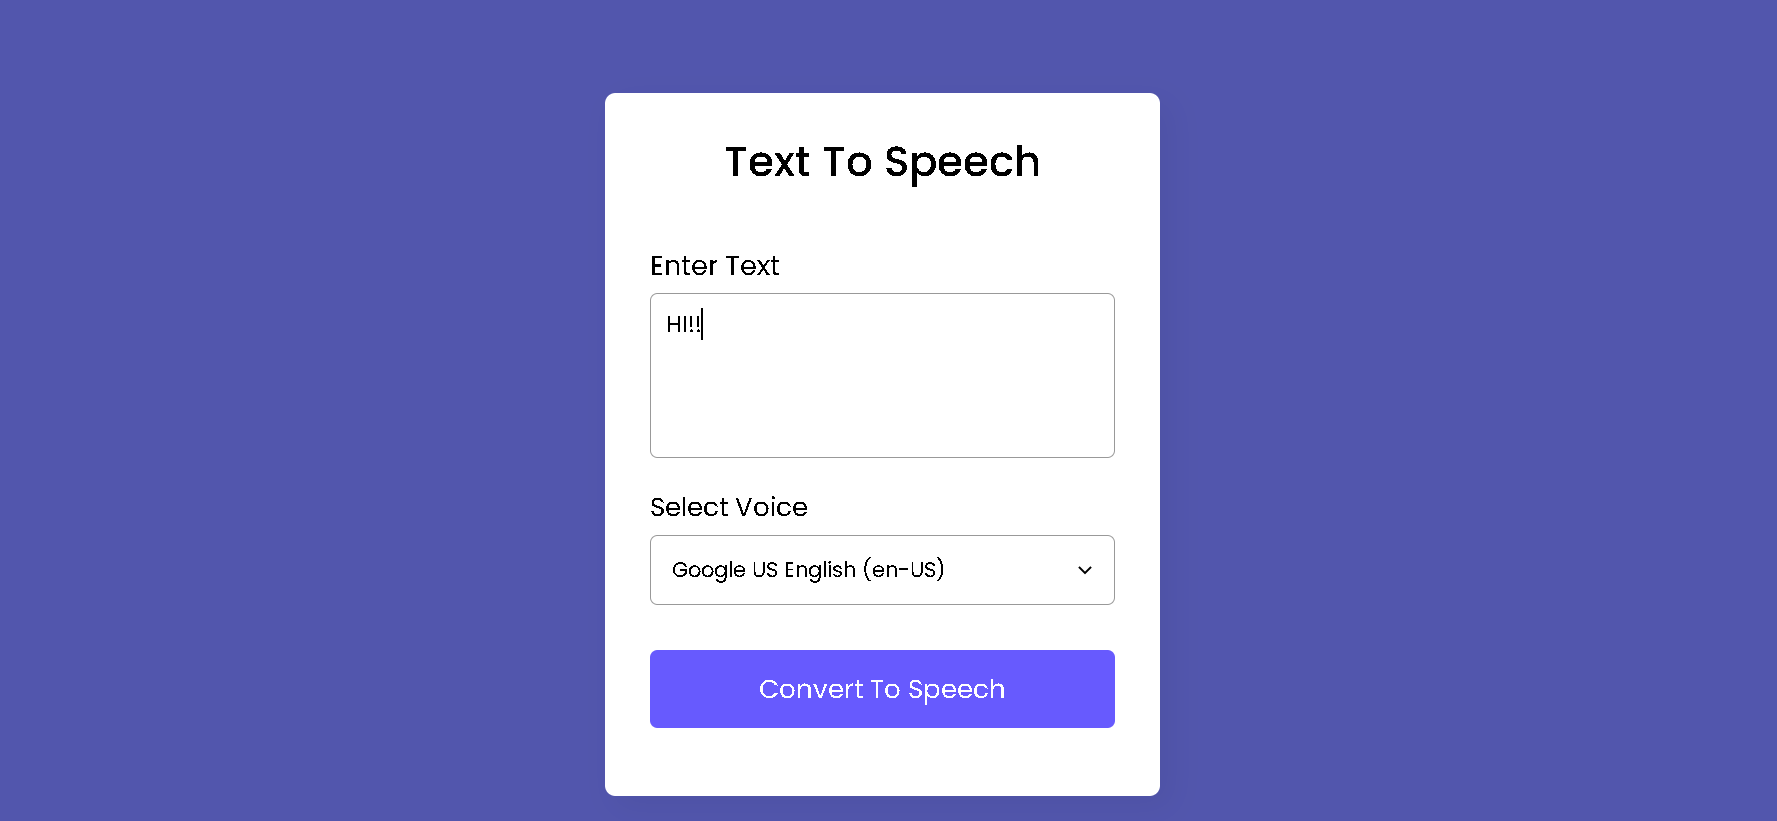 Text To Speech
Enter Text
HI!!
Select Voice
Google US English (en-US)
Convert To Speech